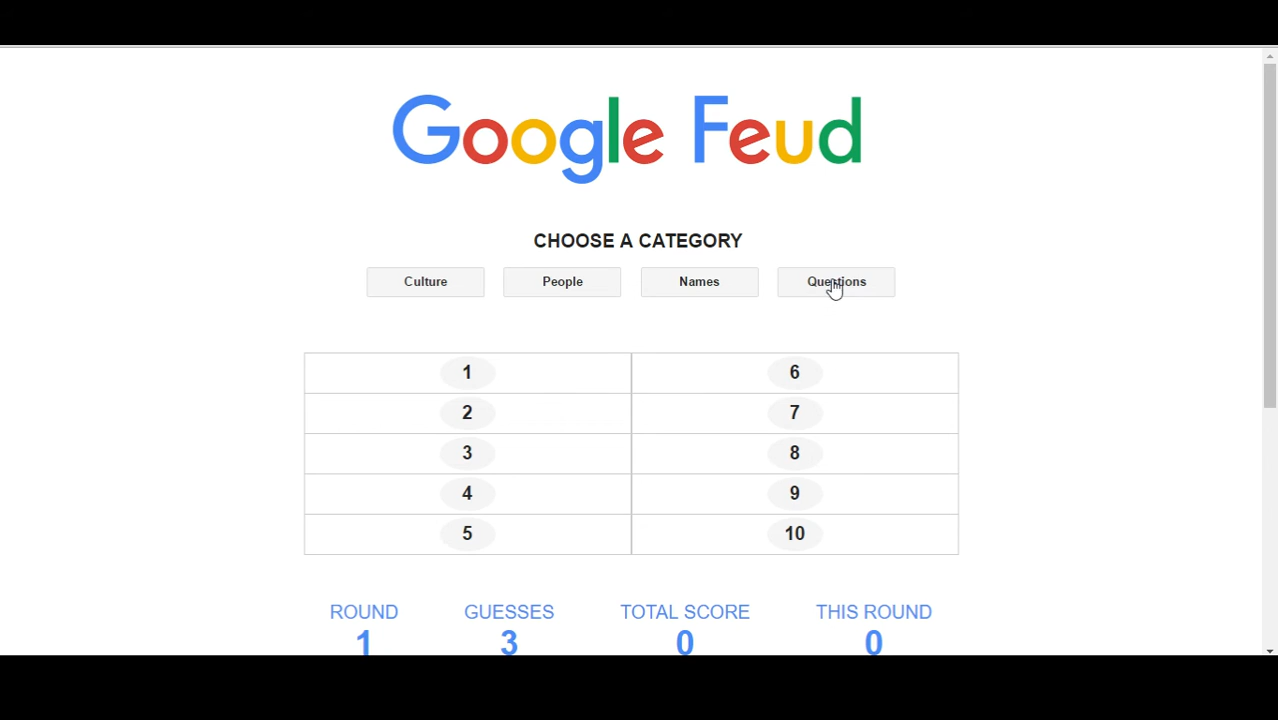 Google Feud
CHOOSE A CATEGORY
Culture People Names Questions
1 6
2 7
3 8
4 9
5 10
ROUND GUESSES TOTAL SCORE THIS ROUND
1 3 0 0